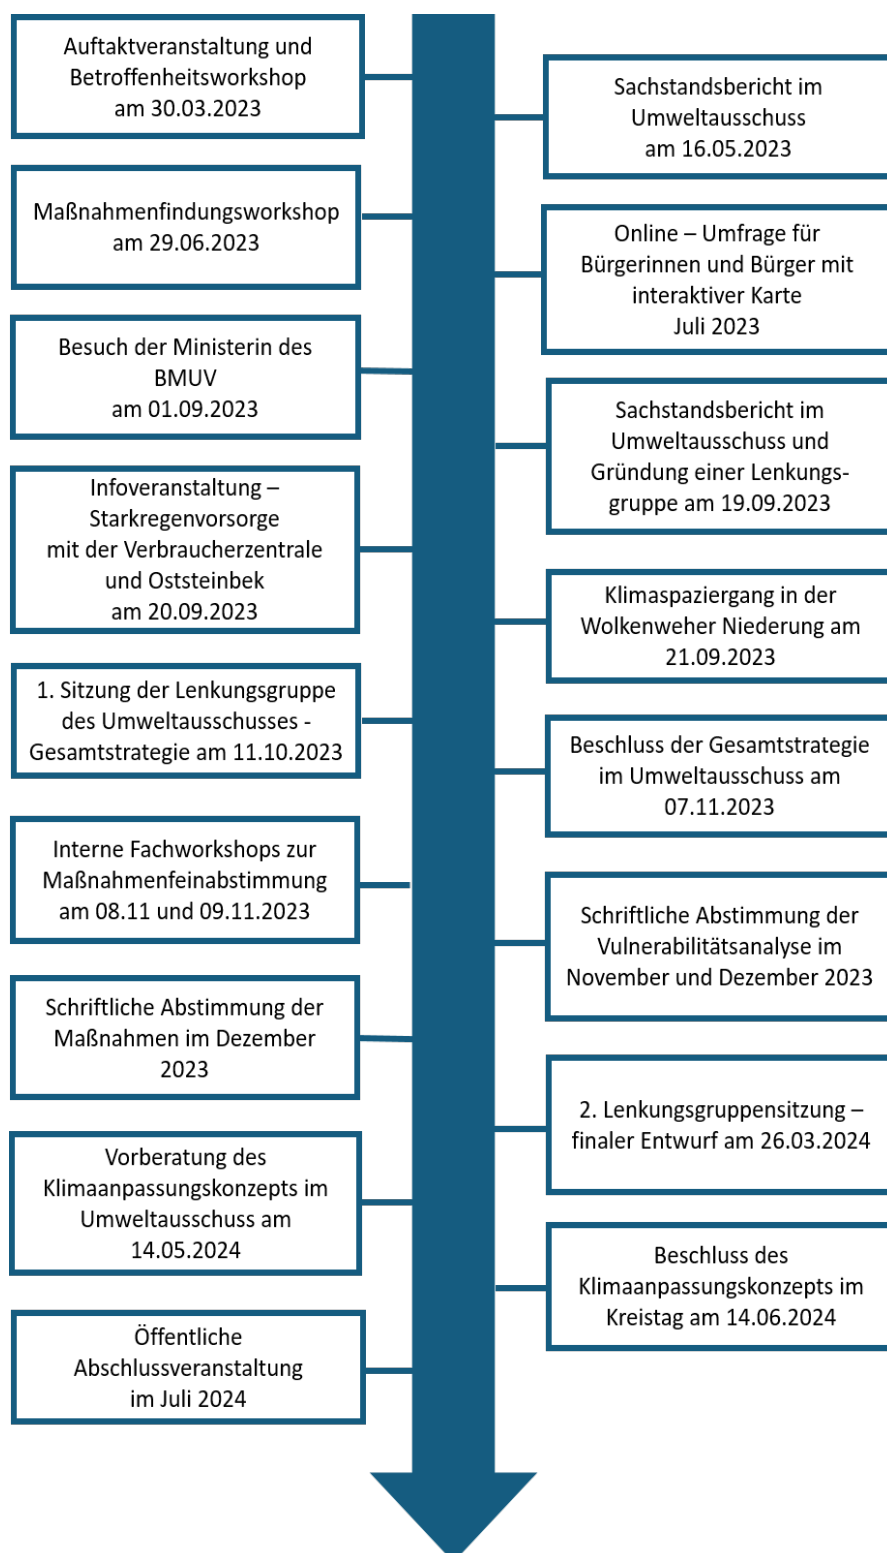 Auftaktveranstaltung und
Betroffenheitsworkshop
am 30.03.2023
Sachstandsbericht im
Umweltausschuss
am 16.05.2023
Maßnahmenfindungsworkshop
am 29.06.2023
Online – Umfrage für
Bürgerinnen und Bürger mit
interaktiver Karte
Juli 2023
Besuch der Ministerin des
BMUV
am 01.09.2023
Sachstandsbericht im
Umweltausschuss und
Gründung einer Lenkungs-
gruppe am 19.09.2023
Infoveranstaltung –
Starkregenvorsorge
mit der Verbraucherzentrale
und Oststeinbek
am 20.09.2023
Klimaspaziergang in der
Wolkenweher Niederung am
21.09.2023
1. Sitzung der Lenkungsgruppe
des Umweltausschusses -
Gesamtstrategie am 11.10.2023
Beschluss der Gesamtstrategie
im Umweltausschuss am
07.11.2023
Interne Fachworkshops zur
Maßnahmenfeinabstimmung
am 08.11 und 09.11.2023
Schriftliche Abstimmung der
Vulnerabilitätsanalyse im
November und Dezember 2023
Schriftliche Abstimmung der
Maßnahmen im Dezember
2023
2. Lenkungsgruppensitzung –
finaler Entwurf am 26.03.2024
Vorberatung des
Klimaanpassungskonzepts im
Umweltausschuss am
14.05.2024
Beschluss des
Klimaanpassungskonzepts im
Kreistag am 14.06.2024
Öffentliche
Abschlussveranstaltung
im Juli 2024